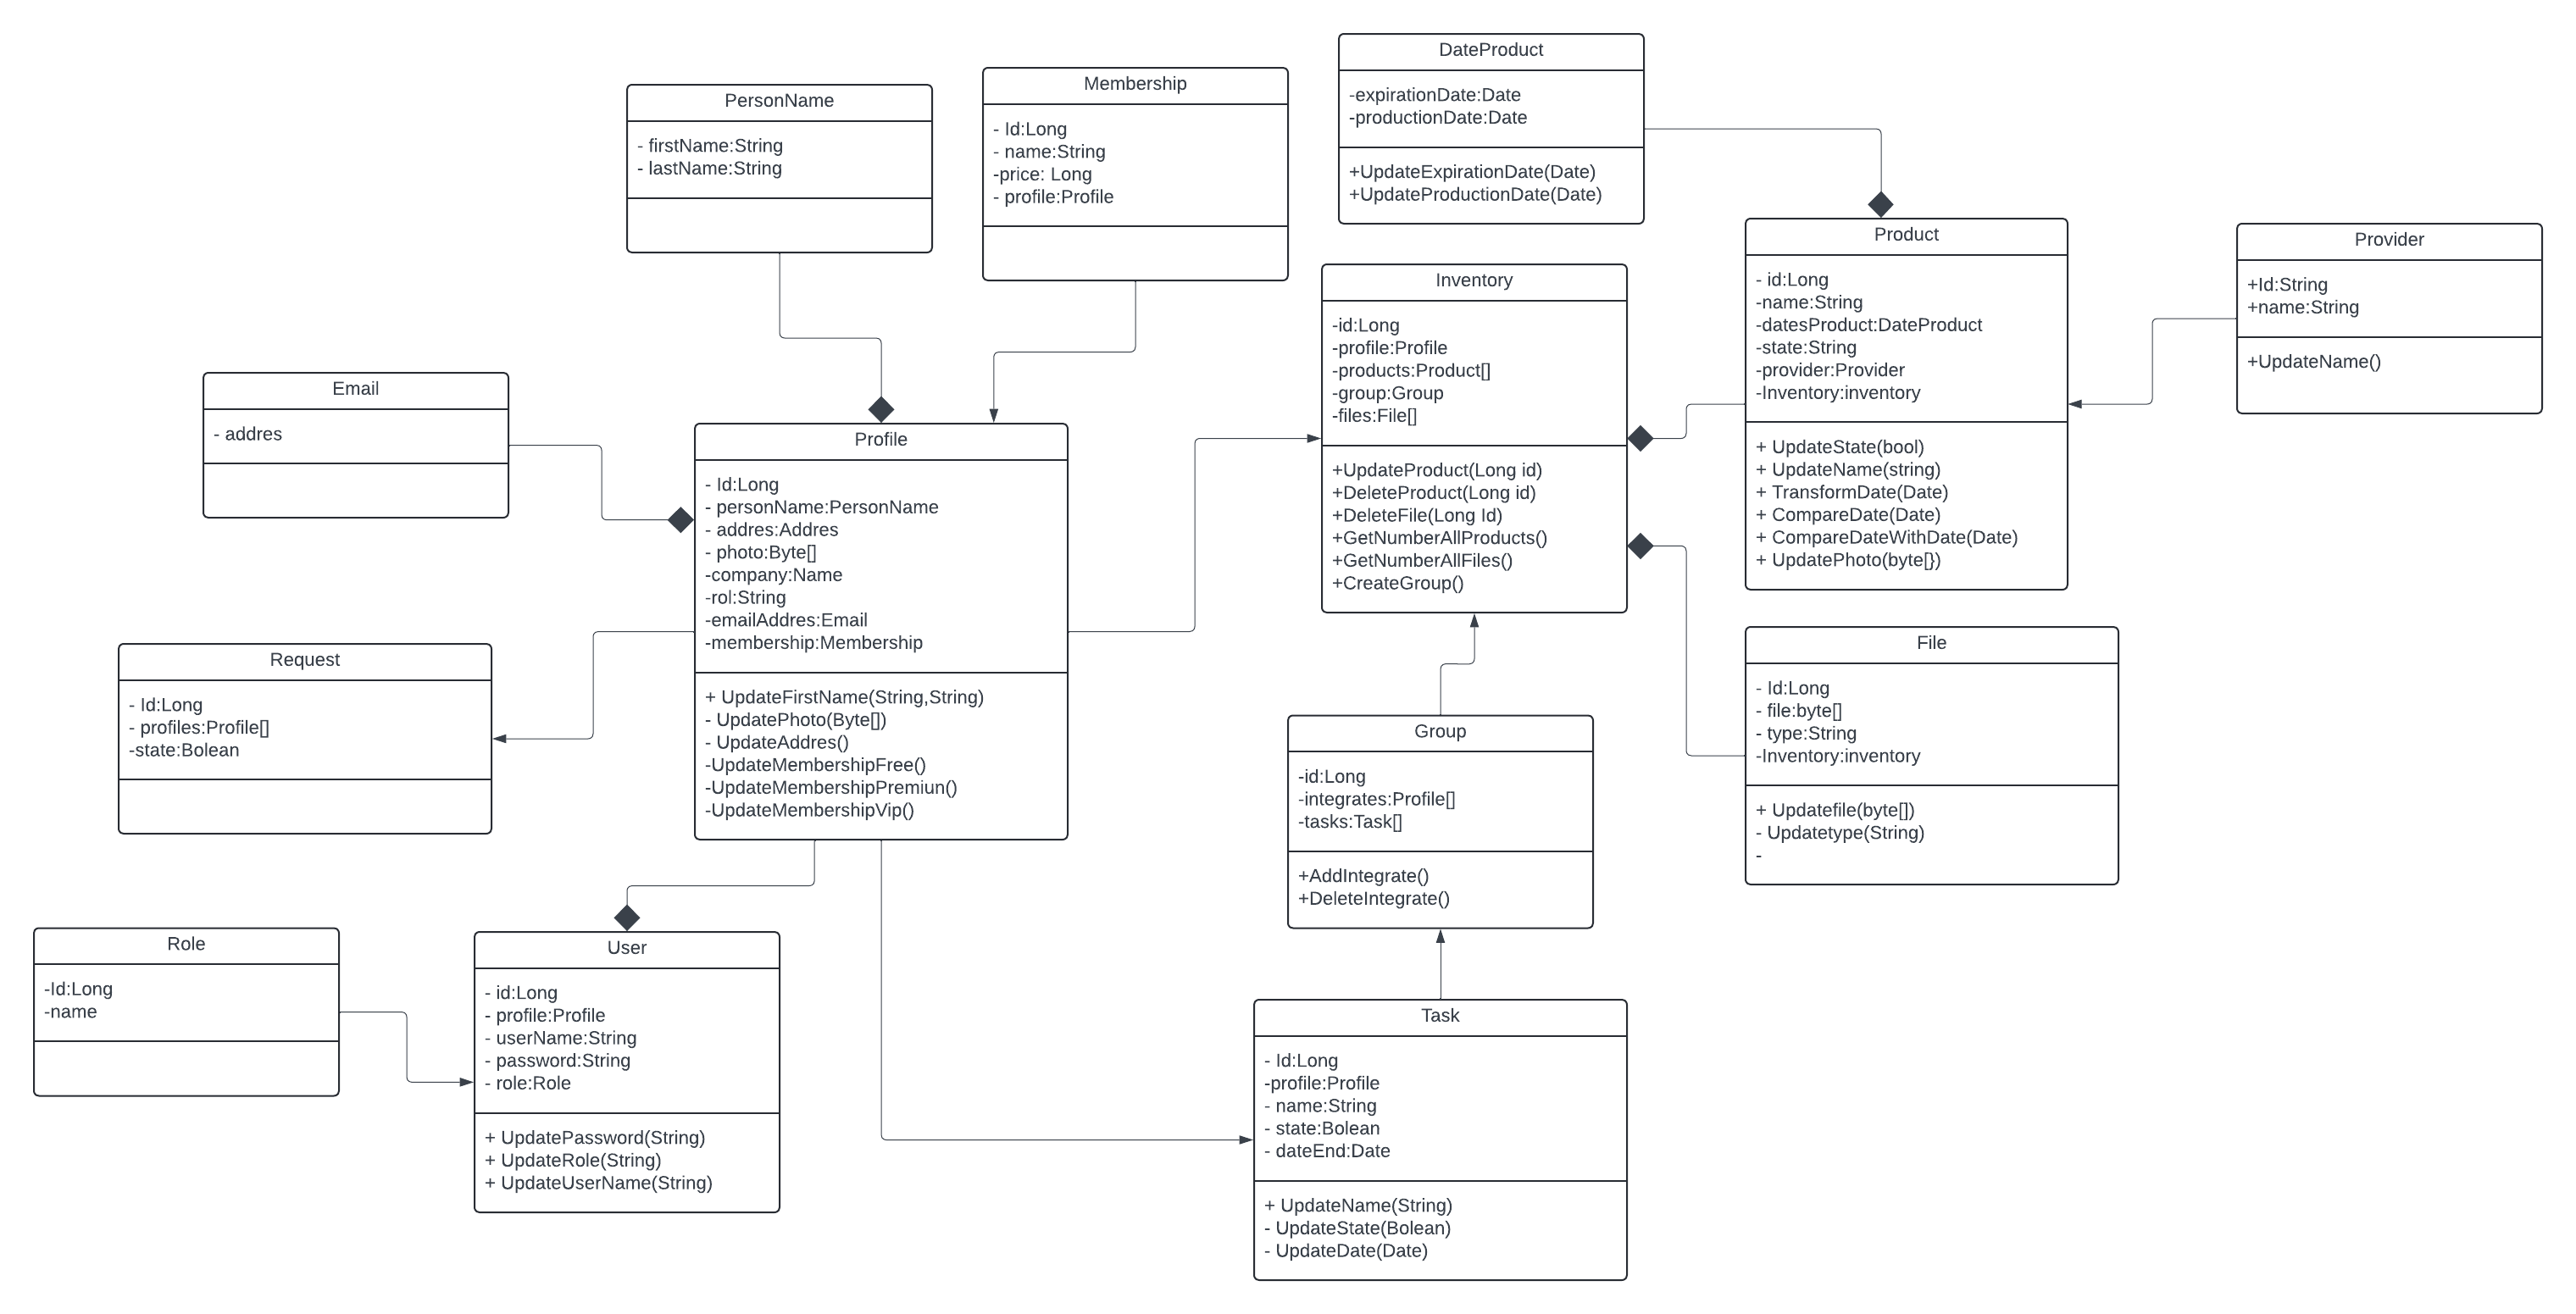 DateProduct
-expirationDate:Date
-productionDate:Date
+UpdateExpirationDate(Date)
+UpdateProductionDate(Date)
Membership
- Id:Long
- name:String
-price: Long
- profile:Profile
PersonName
- firstName:String
- lastName:String
Product
- id:Long
-name:String
-datesProduct:DateProduct
-state:String
-provider:Provider
-Inventory:inventory
+ UpdateState(bool)
+ UpdateName(string)
+ TransformDate(Date)
+ CompareDate(Date)
+ CompareDateWithDate(Date)
+ UpdatePhoto(byte[})
Provider
+Id:String
+name:String
+UpdateName()
Inventory
-id:Long
-profile:Profile
-products:Product[]
-group:Group
-files:File[]
+UpdateProduct(Long id)
+DeleteProduct(Long id)
+DeleteFile(Long Id)
+GetNumberAllProducts()
+GetNumberAllFiles()
+CreateGroup()
Email
- addres
Profile
- Id:Long
- personName:PersonName
- addres:Addres
- photo:Byte[]
-company:Name
-rol:String
-emailAddres:Email
-membership:Membership
+ UpdateFirstName(String,String)
- UpdatePhoto(Byte[])
- UpdateAddres()
-UpdateMembershipFree()
-UpdateMembershipPremiun()
-UpdateMembershipVip()
File
- Id:Long
- file:byte[]
- type:String
-Inventory:inventory
+ Updatefile(byte[])
- Updatetype(String)
-
Request
- Id:Long
- profiles:Profile[]
-state:Bolean
Group
-id:Long
-integrates:Profile[]
-tasks:Task[]
+AddIntegrate()
+DeleteIntegrate()
Role
-Id:Long
-name
User
- id:Long
- profile:Profile
- userName:String
- password:String
- role:Role
+ UpdatePassword(String)
+ UpdateRole(String)
+ UpdateUserName(String)
Task
- Id:Long
-profile:Profile
- name:String
- state:Bolean
- dateEnd:Date
+ UpdateName(String)
- UpdateState(Bolean)
- UpdateDate(Date)